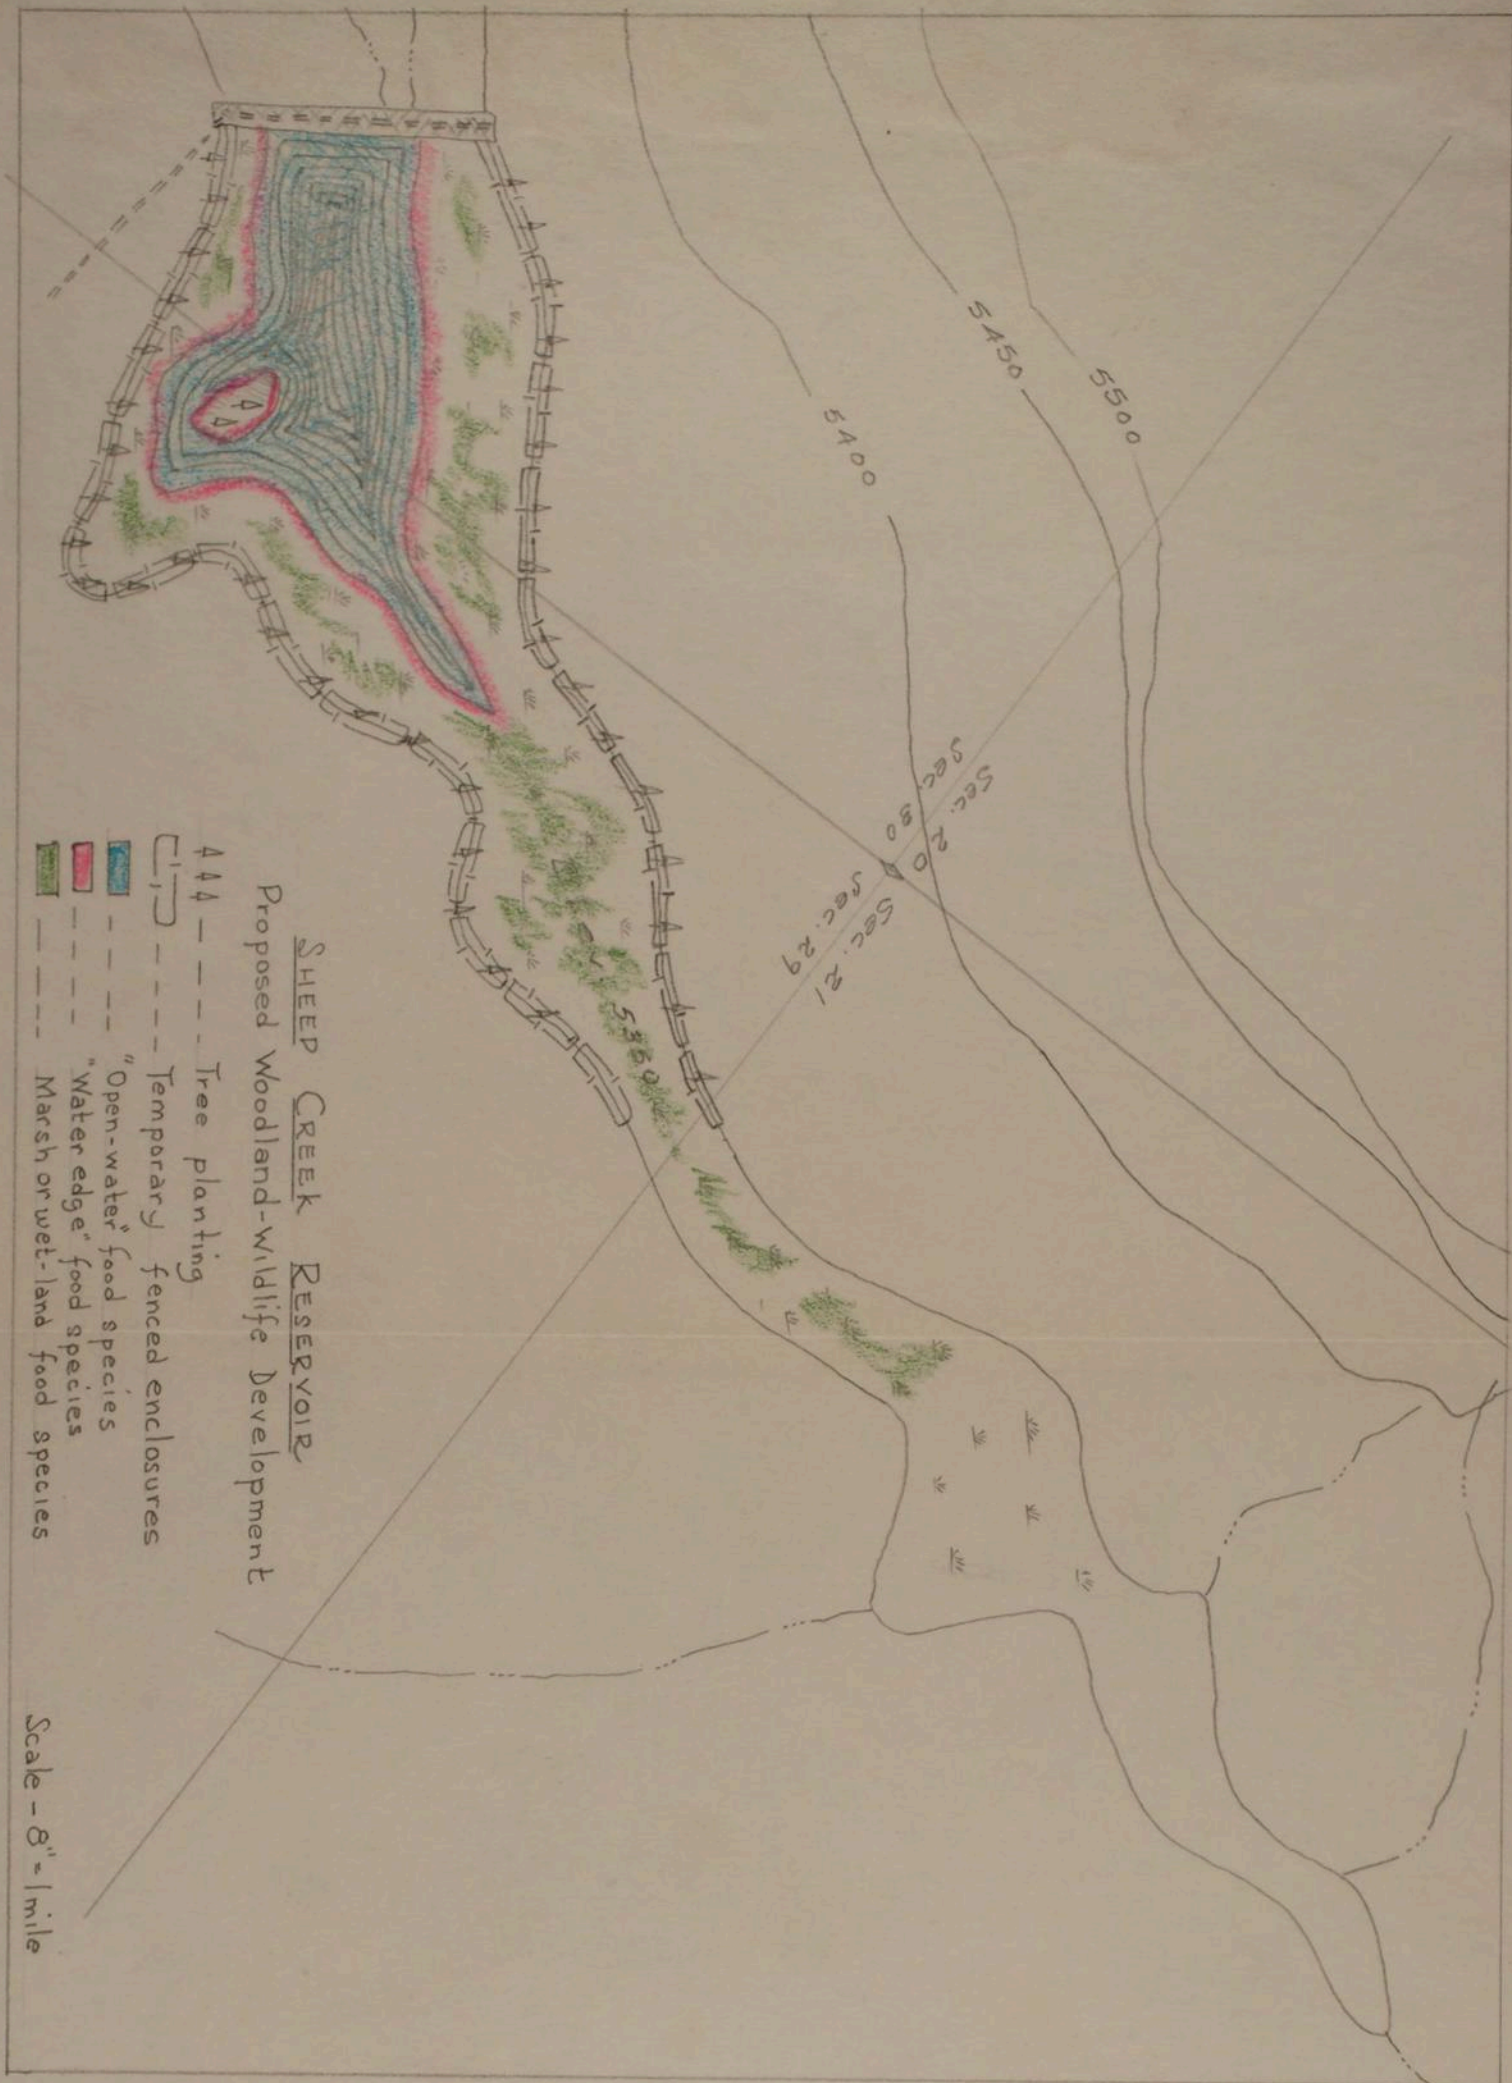 5500
5450
5400
Sec. 20
Sec. 30
Sec. 21
Sec. 29
Elev 5360
SHEEP CREEK RESERVOIR
Proposed Woodland-Wildlife Development
---- Tree planting
---- Temporary fenced enclosures
---- "Open-water" food species
---- "Water edge" food species
---- Marsh or wet-land food species
Scale - 8" = 1 mile